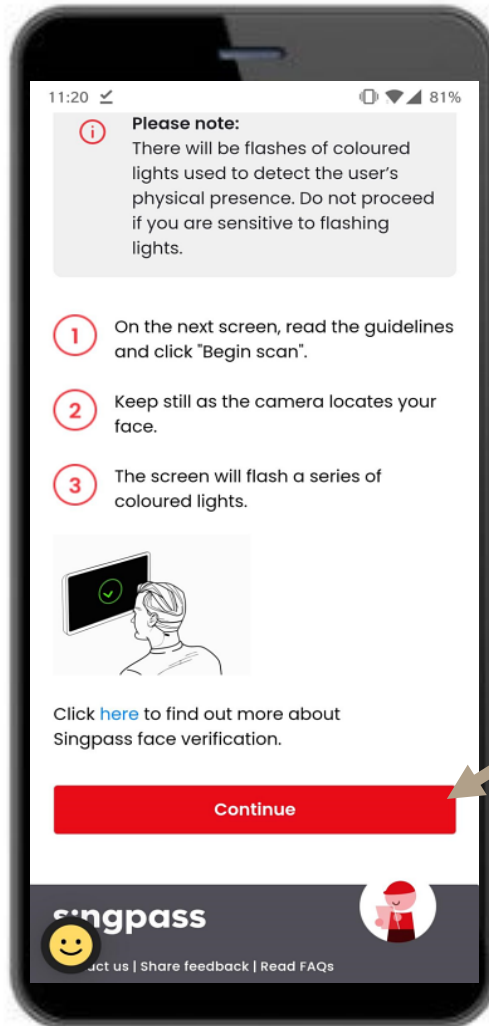 11:20 81%
Please note:
There will be flashes of coloured
lights used to detect the user's
physical presence. Do not proceed
if you are sensitive to flashing
lights.
1 On the next screen, read the guidelines
and click "Begin scan".
2 Keep still as the camera locates your
face.
3 The screen will flash a series of
coloured lights.
Click here to find out more about
Singpass face verification.
Continue
singpass
act us | Share feedback | Read FAQs